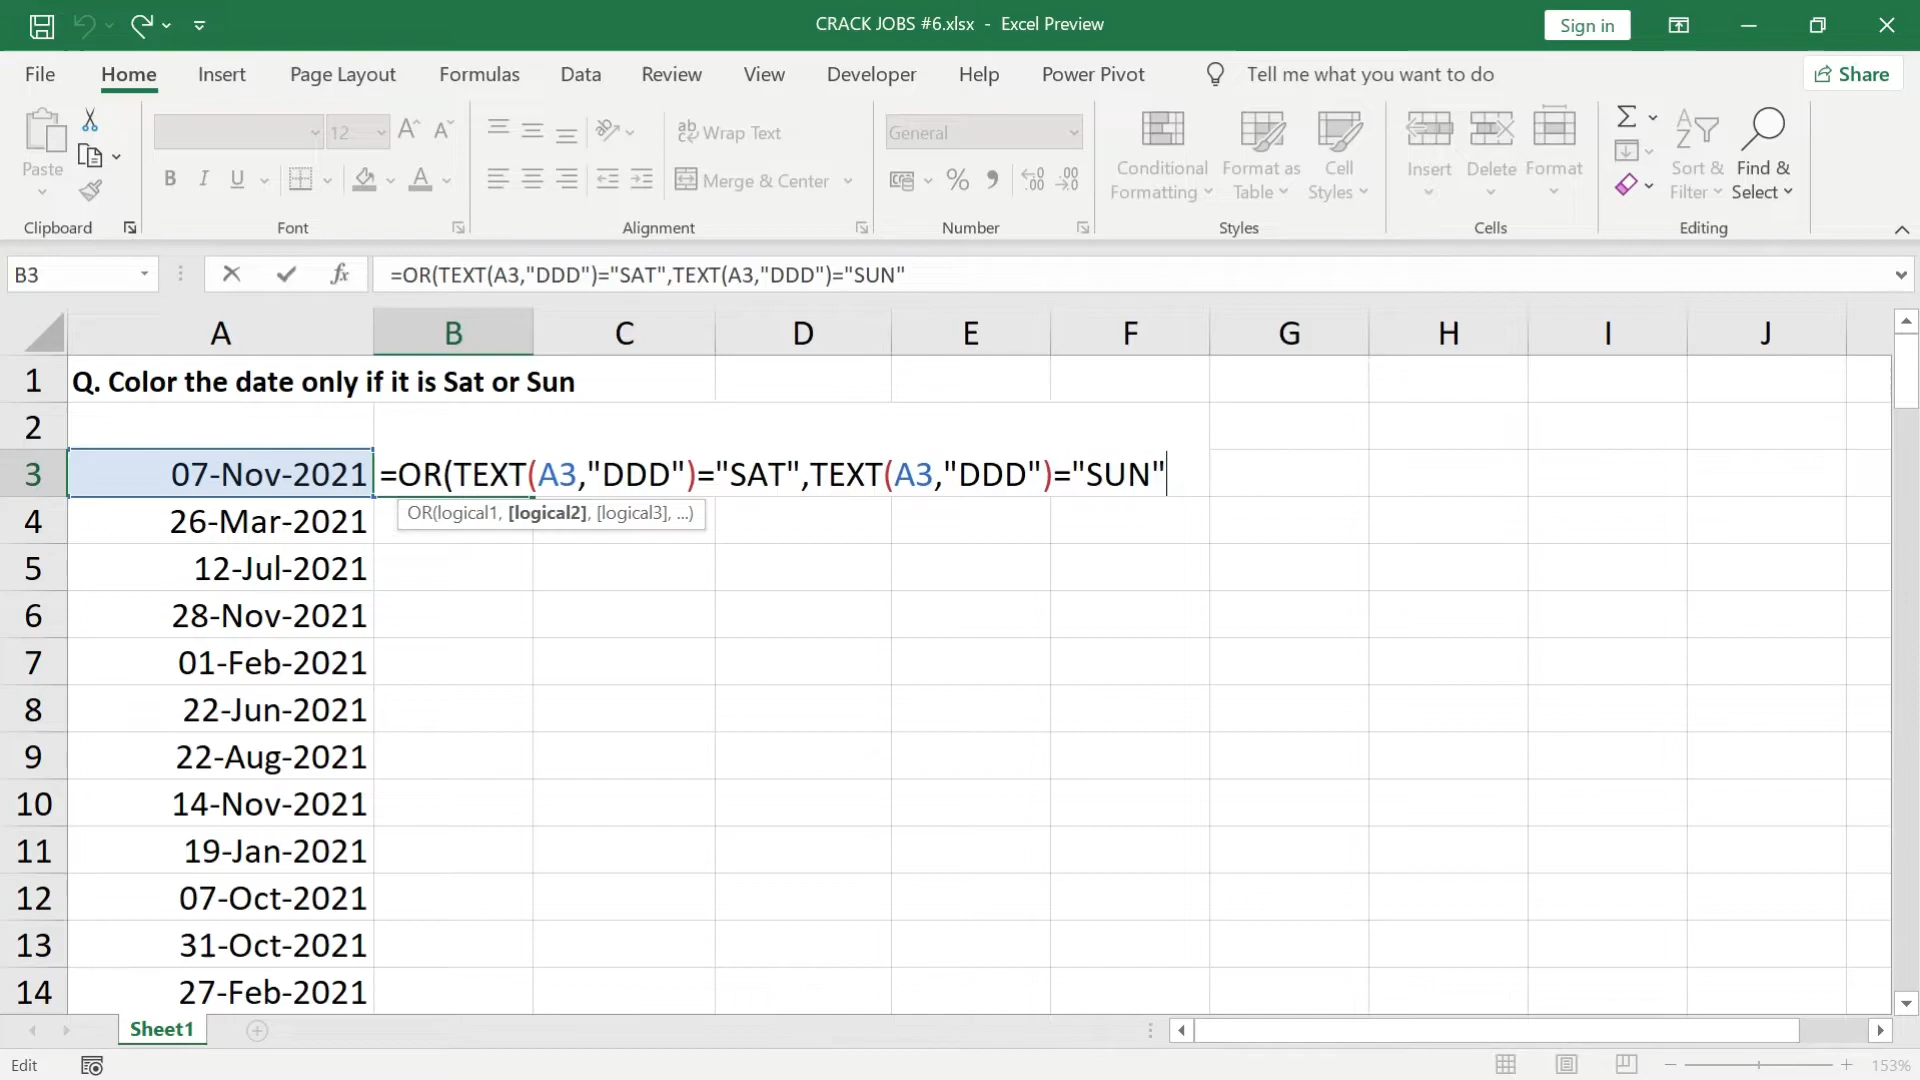 CRACK JOBS #6.xlsx - Excel Preview
Sign in
File Home Insert Page Layout Formulas Data Review View Developer Help Power Pivot Tell me what you want to do Share
Paste
12
B I U
ab Wrap Text
Merge & Center
General
% 9
Conditional Formatting
Format as Table
Cell Styles
Insert Delete Format
Sort & Filter
Find & Select
Clipboard Font Alignment Number Styles Cells Editing
B3 fx =OR(TEXT(A3,"DDD")="SAT",TEXT(A3,"DDD")="SUN"
A B C D E F G H I J
1 Q. Color the date only if it is Sat or Sun
2
3 07-Nov-2021 =OR(TEXT(A3,"DDD")="SAT",TEXT(A3,"DDD")="SUN"
OR(logical1, [logical2], [logical3], ...)
4 26-Mar-2021
5 12-Jul-2021
6 28-Nov-2021
7 01-Feb-2021
8 22-Jun-2021
9 22-Aug-2021
10 14-Nov-2021
11 19-Jan-2021
12 07-Oct-2021
13 31-Oct-2021
14 27-Feb-2021
Sheet1
Edit
153%